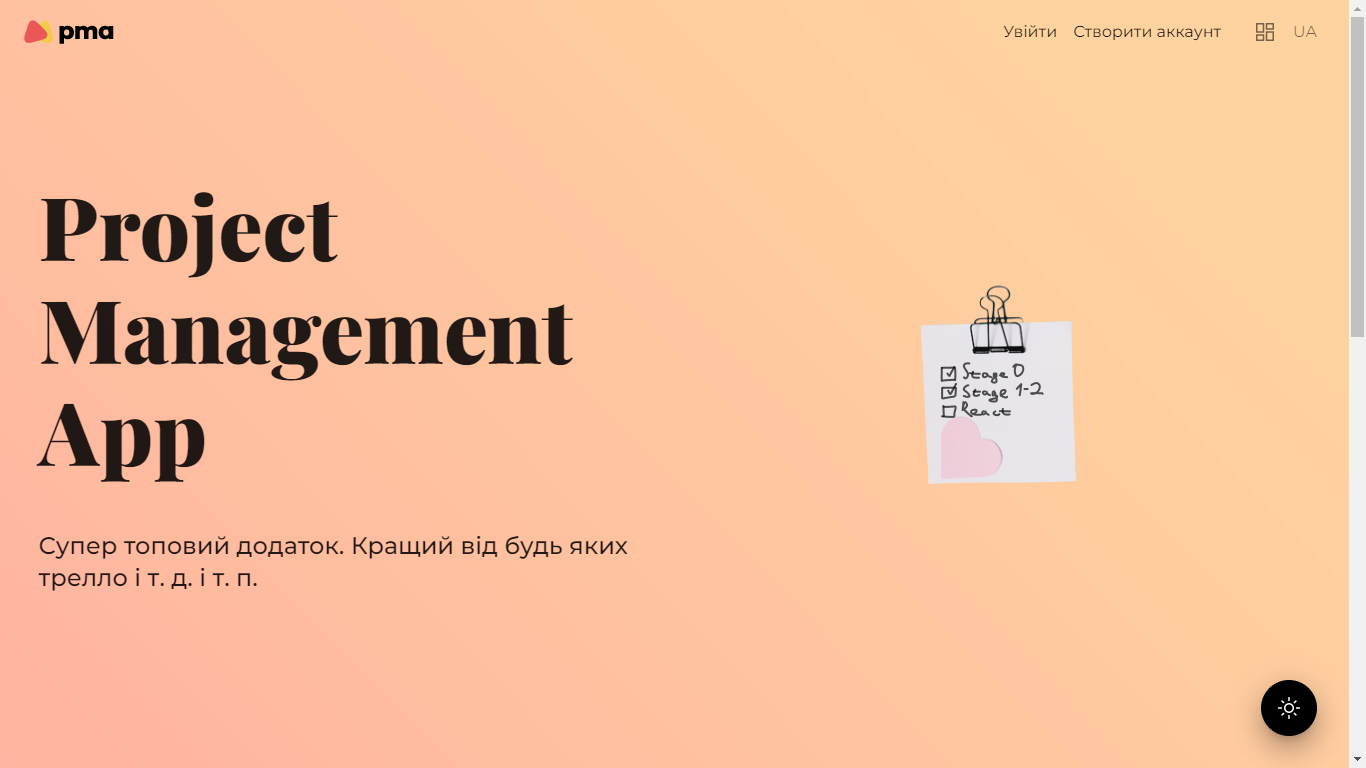 pma
Увійти Створити аккаунт UA
Project
Management
App
Stage 0
Stage 1-2
React
Супер топовий додаток. Кращий від будь яких
трелло і т. д. і т. п.